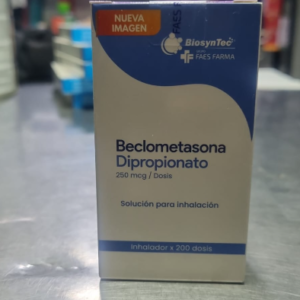 NUEVA
IMAGEN
BiosynTec
FAES FARMA
Beclometasona
Dipropionato
250 mcg / Dosis
Solución para inhalación
Inhalador x 200 dosis